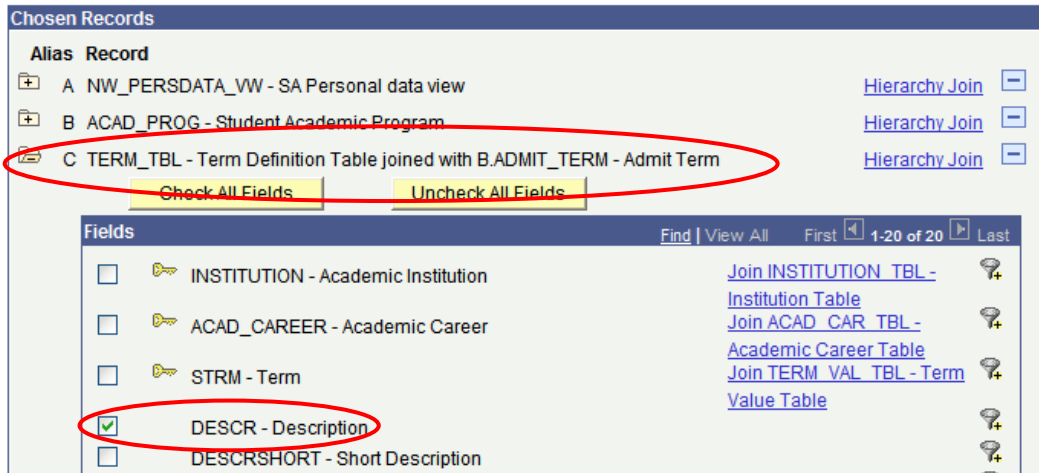 Chosen Records
Alias Record
A NW_PERSDATA_VW - SA Personal data view Hierarchy Join
B ACAD_PROG - Student Academic Program Hierarchy Join
C TERM_TBL - Term Definition Table joined with B.ADMIT_TERM - Admit Term Hierarchy Join
Check All Fields Uncheck All Fields
Fields Find | View All First 1-20 of 20 Last
INSTITUTION - Academic Institution Join INSTITUTION_TBL -
Institution Table
ACAD_CAREER - Academic Career Join ACAD_CAR_TBL -
Academic Career Table
STRM - Term Join TERM_VAL_TBL - Term
Value Table
DESCR - Description
DESCRSHORT - Short Description